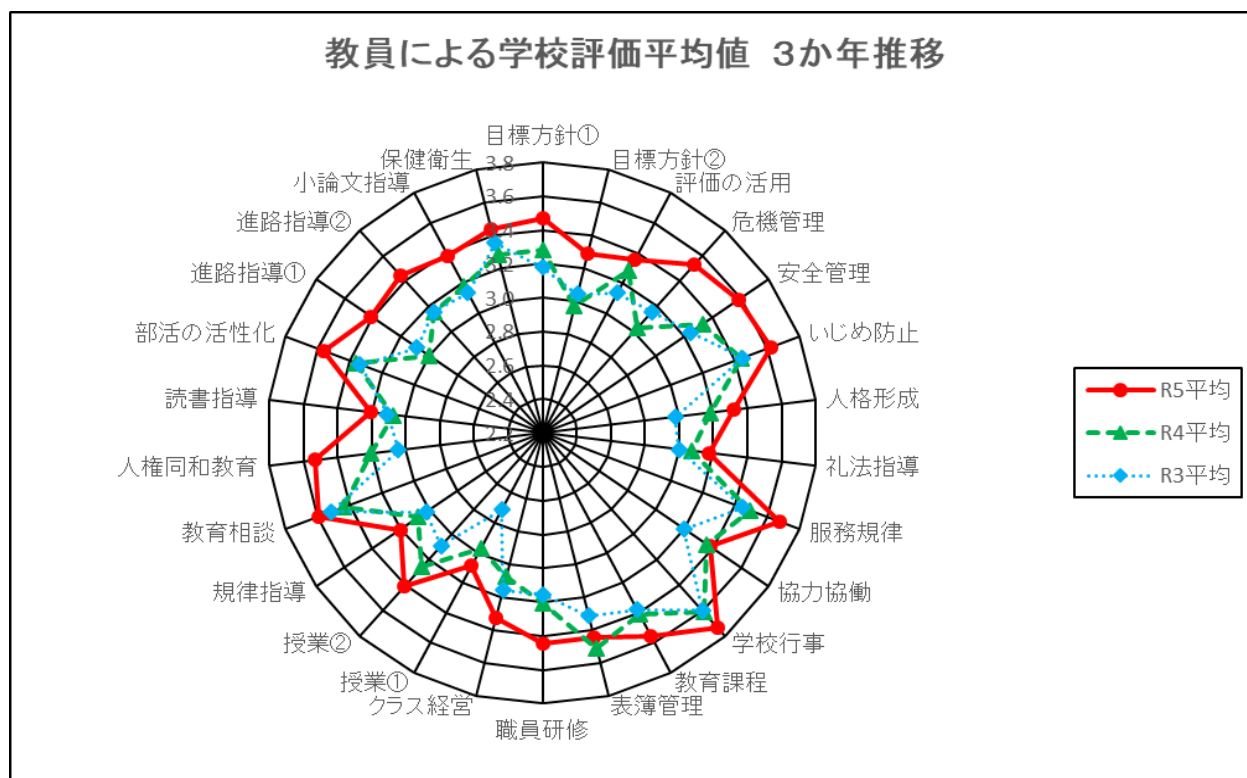 教員による学校評価平均値 3か年推移
目標方針①
目標方針②
評価の活用
危機管理
安全管理
いじめ防止
人格形成
礼法指導
服務規律
協力協働
学校行事
教育課程
表簿管理
職員研修
クラス経営
授業①
授業②
規律指導
教育相談
人権同和教育
読書指導
部活の活性化
進路指導①
進路指導②
小論文指導
保健衛生
3.8
3.6
3.4
3.2
3.0
2.8
2.6
2.4
2.2
R5平均
R4平均
R3平均